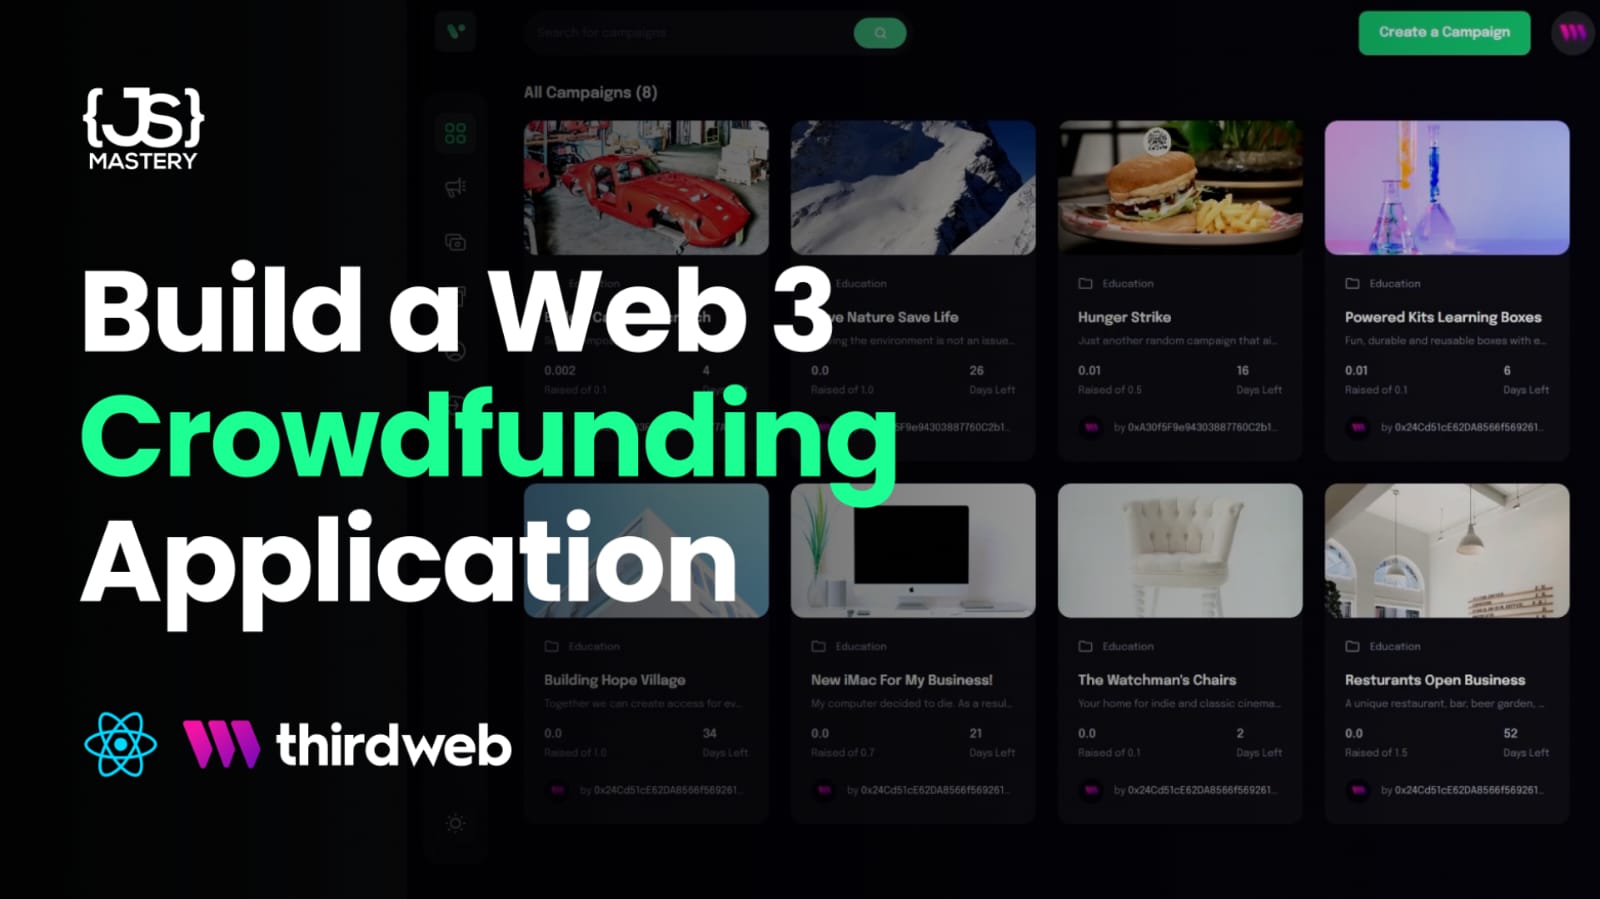 Search for campaigns
Create a Campaign
{JS}
MASTERY
All Campaigns (8)
Build a Web 3
Crowdfunding
Application
thirdweb
Education
Education
Education
Education
Nature Save Life
Hunger Strike
Powered Kits Learning Boxes
the environment is not an issue...
Just another random campaign that ai...
Fun, durable and reusable boxes with e...
0.002
4
0.0
26
0.01
16
0.01
6
Raised of 0.1
Raised of 1.0
Days Left
Raised of 0.5
Days Left
Raised of 0.1
Days Left
5F9e94303887760C2b1...
by 0xA30f5F9e94303887760C2b1...
by 0x24Cd51cE62DA8566f569261...
Education
Education
Education
Education
Building Hope Village
New iMac For My Business!
The Watchman's Chairs
Resturants Open Business
Together we can create access for ev...
My computer decided to die. As a resul...
Your home for indie and classic cinema...
A unique restaurant, bar, beer garden, ...
0.0
34
0.0
21
0.0
2
0.0
52
Raised of 1.0
Days Left
Raised of 0.7
Days Left
Raised of 0.1
Days Left
Raised of 1.5
Days Left
by 0x24Cd51cE62DA8566f569261...
by 0x24Cd51cE62DA8566f569261...
by 0x24Cd51cE62DA8566f569261...
by 0x24Cd51cE62DA8566f569261...